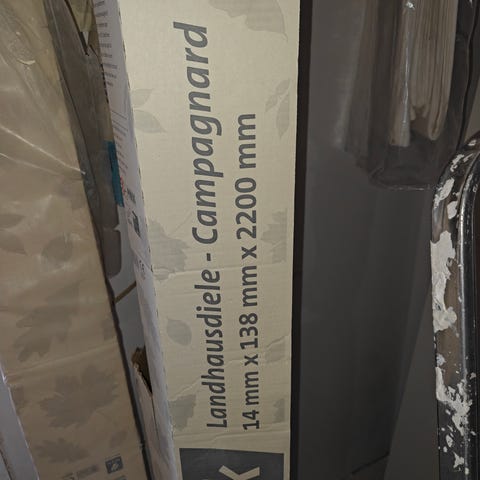 Landhausdiele - Campagnard
14 mm x 138 mm x 2200 mm